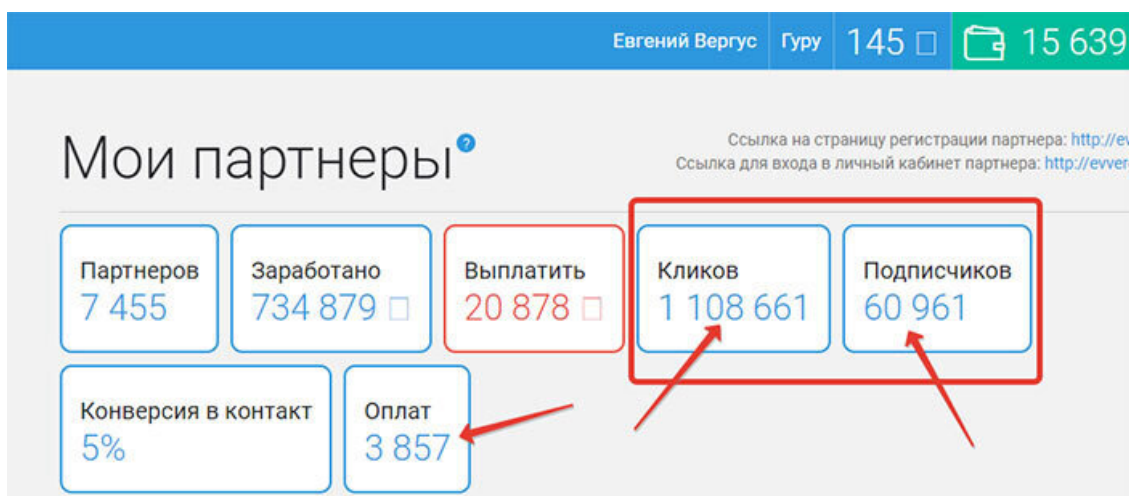 Евгений Вергус Гуру 145 15 639
Мои партнеры ?
Ссылка на страницу регистрации партнера: http://ev
Ссылка для входа в личный кабинет партнера: http://evver
Партнеров Заработано Выплатить Кликов Подписчиков
7 455 734 879 20 878 1 108 661 60 961
Конверсия в контакт Оплат
5% 3 857